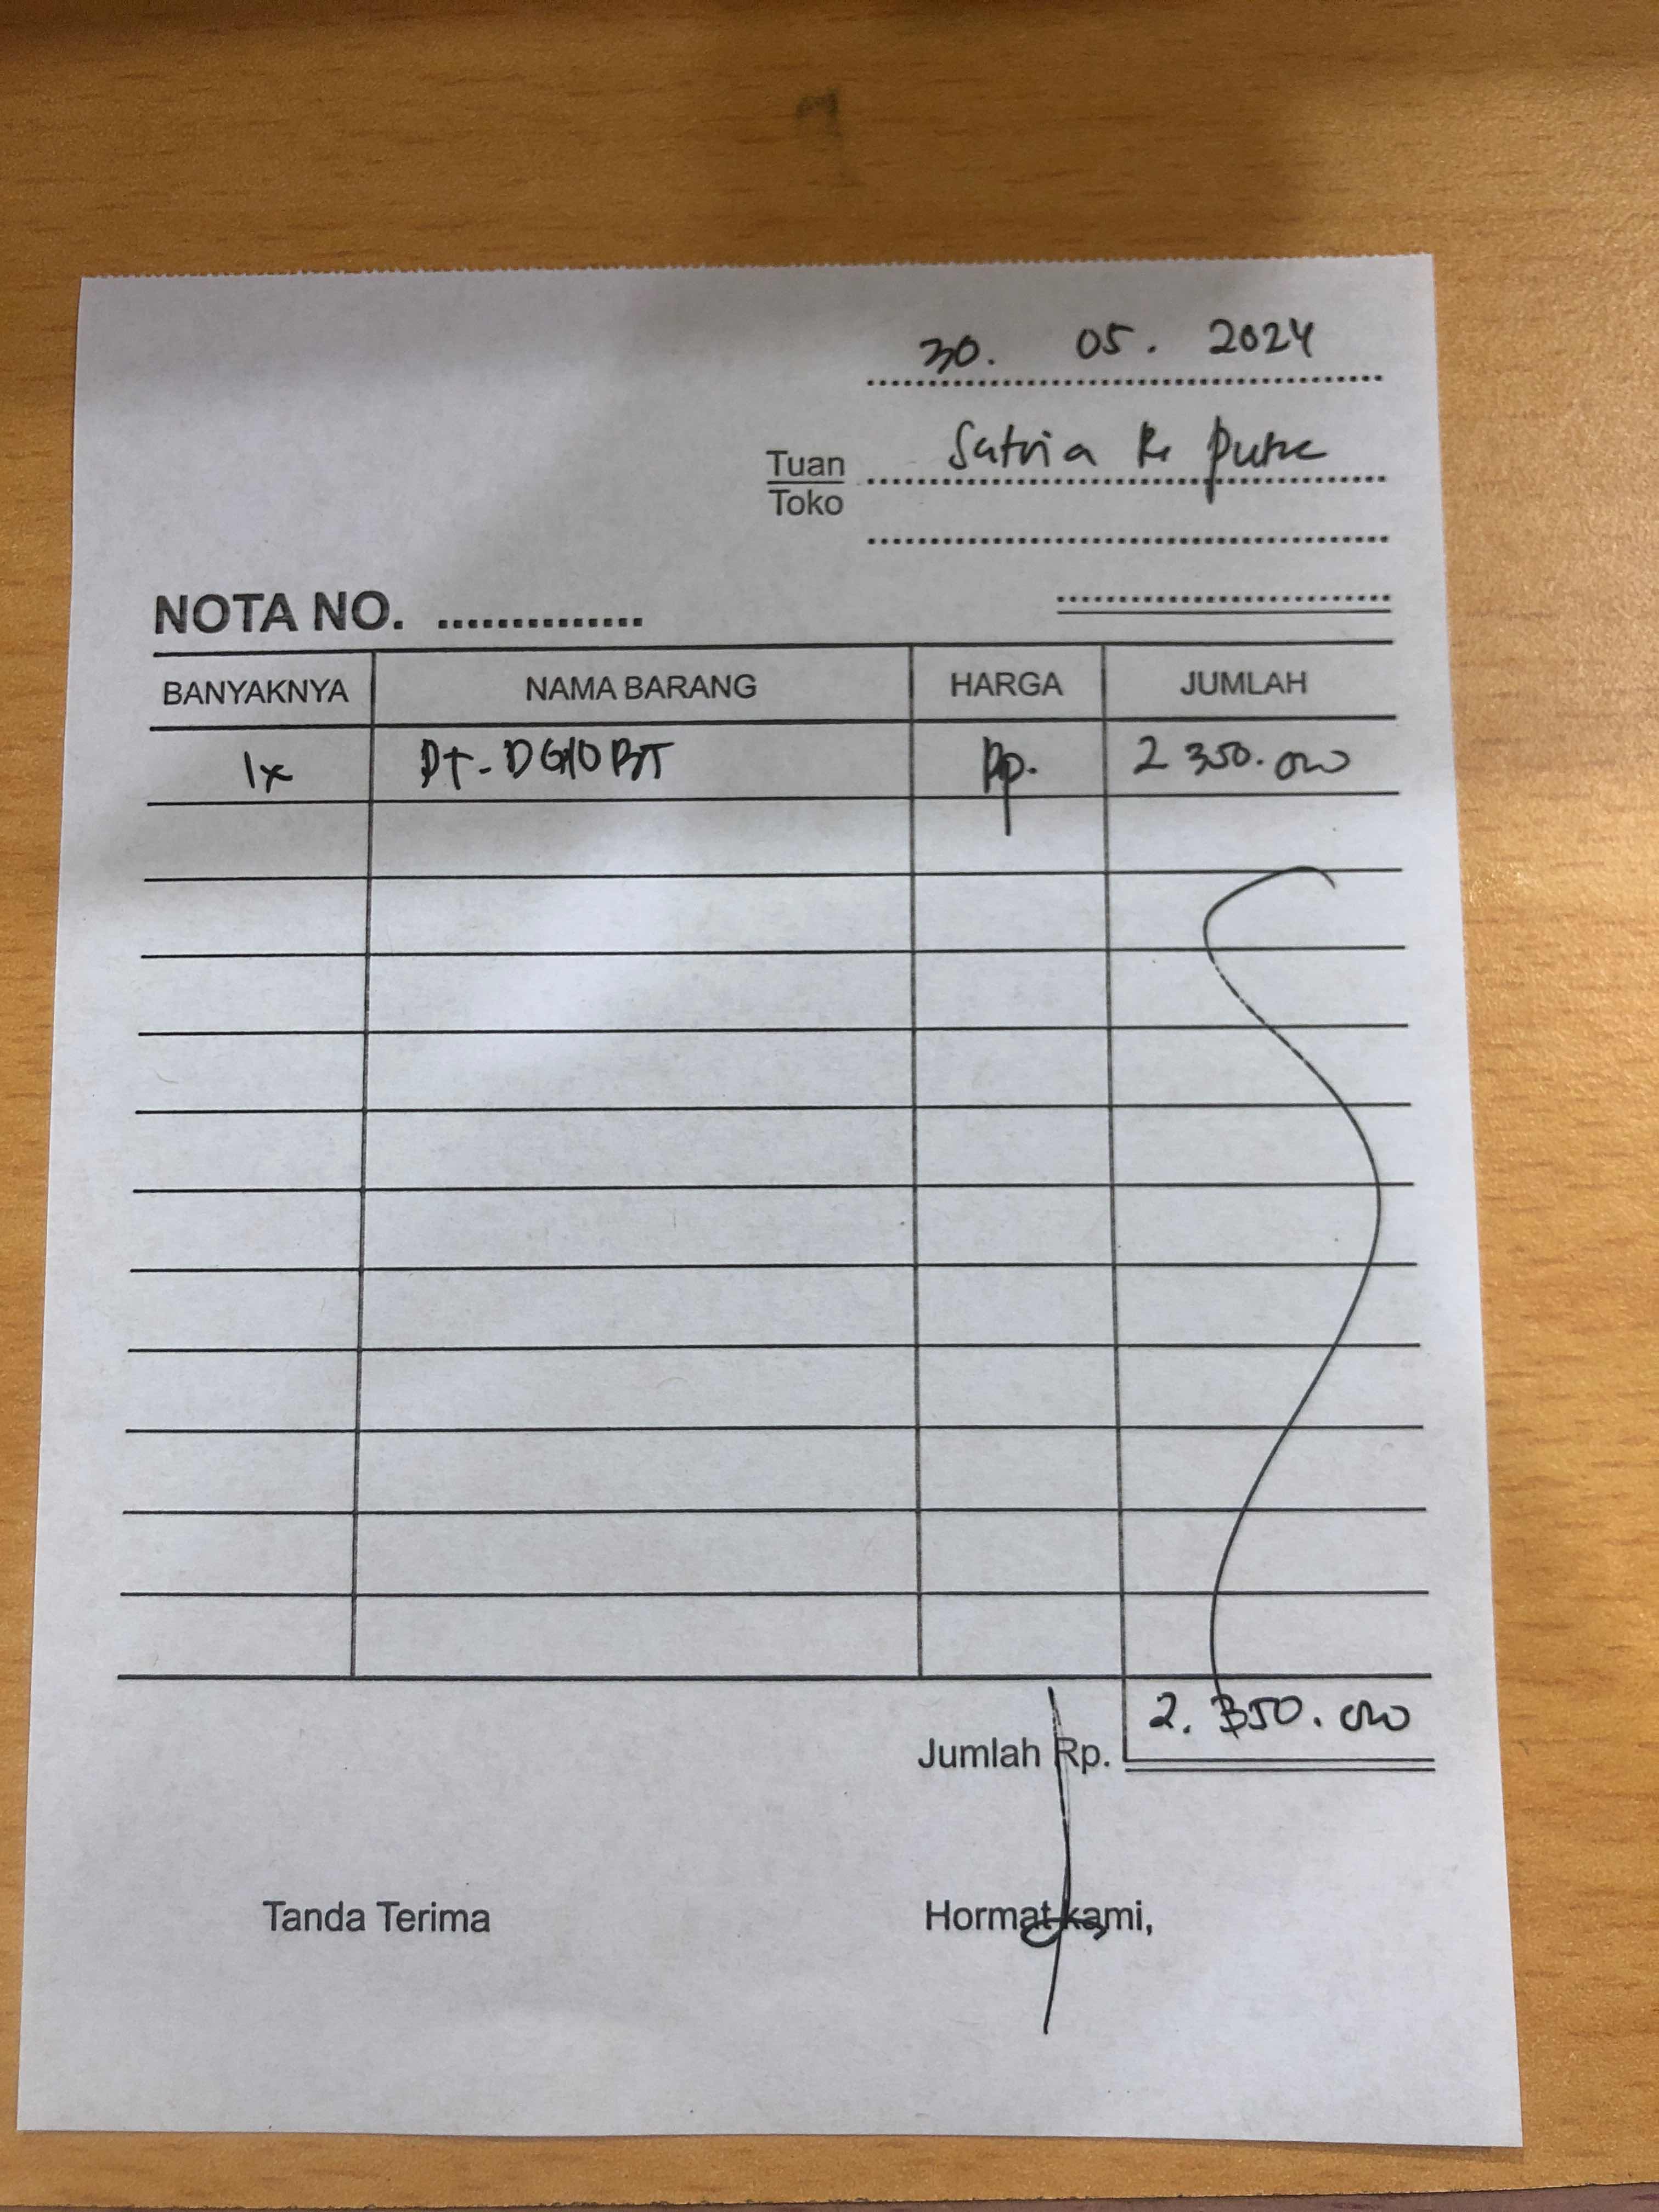 30. 05. 2024
Tuan Satria R Putra
Toko
NOTA NO. ..............
BANYAKNYA NAMA BARANG HARGA JUMLAH
1x PT-DG10BT Rp. 2 350.000
Jumlah Rp. 2.350.000
Tanda Terima Hormat kami,